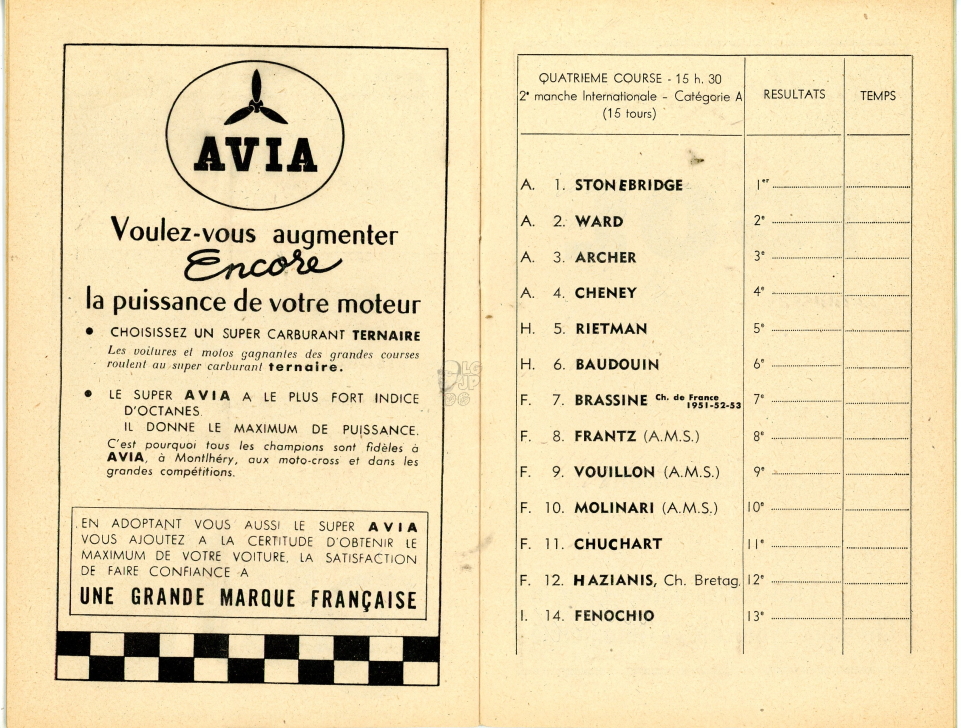 AVIA
Voulez-vous augmenter
Encore
la puissance de votre moteur
• CHOISISSEZ UN SUPER CARBURANT TERNAIRE
Les voitures et motos gagnantes des grandes courses
roulent au super carburant ternaire.
• LE SUPER AVIA A LE PLUS FORT INDICE
D'OCTANES.
IL DONNE LE MAXIMUM DE PUISSANCE.
C'est pourquoi tous les champions sont fidèles à
AVIA, à Montlhéry, aux moto-cross et dans les
grandes compétitions.
EN ADOPTANT VOUS AUSSI LE SUPER AVIA
VOUS AJOUTEZ A LA CERTITUDE D'OBTENIR LE
MAXIMUM DE VOTRE VOITURE, LA SATISFACTION
DE FAIRE CONFIANCE A
UNE GRANDE MARQUE FRANÇAISE
QUATRIEME COURSE - 15 h. 30
2e manche Internationale - Catégorie A
(15 tours)
RESULTATS
TEMPS
A. 1. STONEBRIDGE 1er
A. 2. WARD 2e
A. 3. ARCHER 3e
A. 4. CHENEY 4e
H. 5. RIETMAN 5e
H. 6. BAUDOUIN 6e
F. 7. BRASSINE Ch. de France 1951-52-53 7e
F. 8. FRANTZ (A.M.S.) 8e
F. 9. VOUILLON (A.M.S.) 9e
F. 10. MOLINARI (A.M.S.) 10e
F. 11. CHUCHART 11e
F. 12. HAZIANIS, Ch. Bretag. 12e
I. 14. FENOCHIO 13e